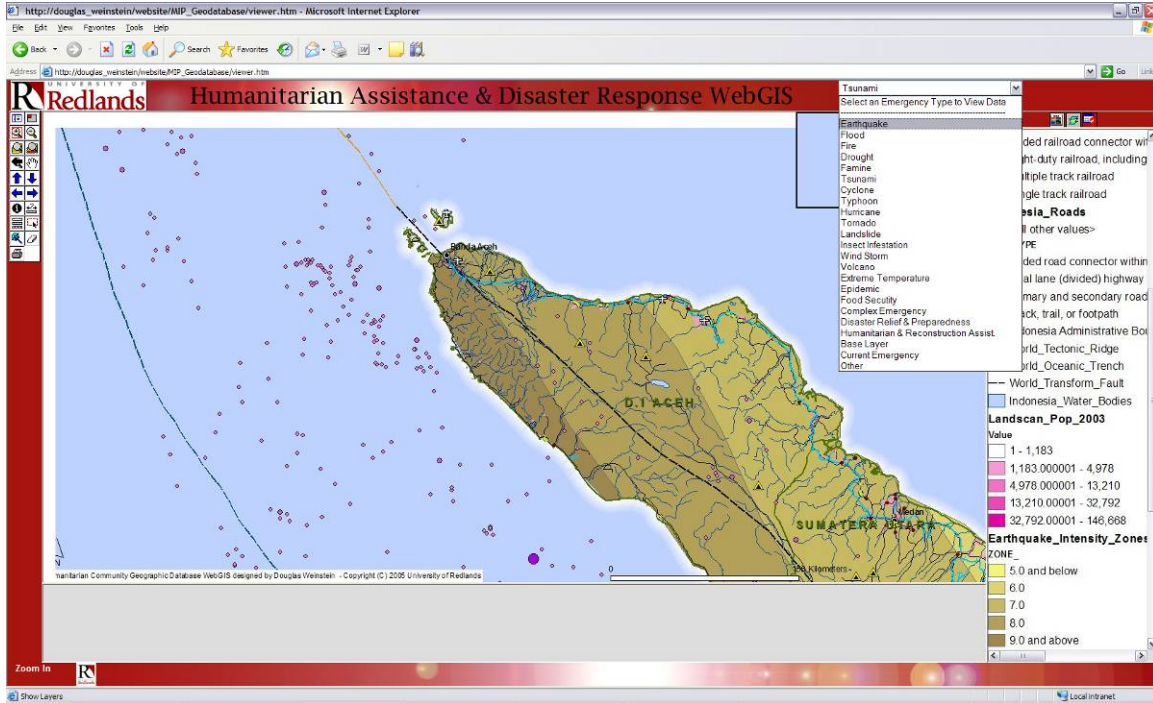 http://douglas_weinstein/website/MIP_Geodatabase/viewer.htm - Microsoft Internet Explorer
File Edit View Favorites Tools Help
Back Search Favorites
Address http://douglas_weinstein/website/MIP_Geodatabase/viewer.htm Go Links
UNIVERSITY OF
R Redlands Humanitarian Assistance & Disaster Response WebGIS
Tsunami
Select an Emergency Type to View Data
Earthquake
Flood
Fire
Drought
Famine
Tsunami
Cyclone
Typhoon
Hurricane
Tornado
Landslide
Insect Infestation
Wind Storm
Volcano
Extreme Temperature
Epidemic
Food Secutity
Complex Emergency
Disaster Relief & Preparedness
Humanitarian & Reconstruction Assist.
Base Layer
Current Emergency
Other
Banda Aceh
D.I ACEH
SUMATERA UTARA
Medan
N
manitarian Community Geographic Database WebGIS designed by Douglas Weinstein - Copyright (C) 2005 University of Redlands
0 Kilometers
ded railroad connector wit
ght-duty railroad, including
ultiple track railroad
ngle track railroad
esia_Roads
ll other values>
YPE
ded road connector within
al lane (divided) highway
mary and secondary road
ack, trail, or footpath
donesia Administrative Bou
orld_Tectonic_Ridge
orld_Oceanic_Trench
World_Transform_Fault
Indonesia_Water_Bodies
Landscan_Pop_2003
Value
1 - 1,183
1,183.000001 - 4,978
4,978.000001 - 13,210
13,210.00001 - 32,792
32,792.00001 - 146,668
Earthquake_Intensity_Zones
ZONE_
5.0 and below
6.0
7.0
8.0
9.0 and above
Zoom In R
Show Layers Local intranet